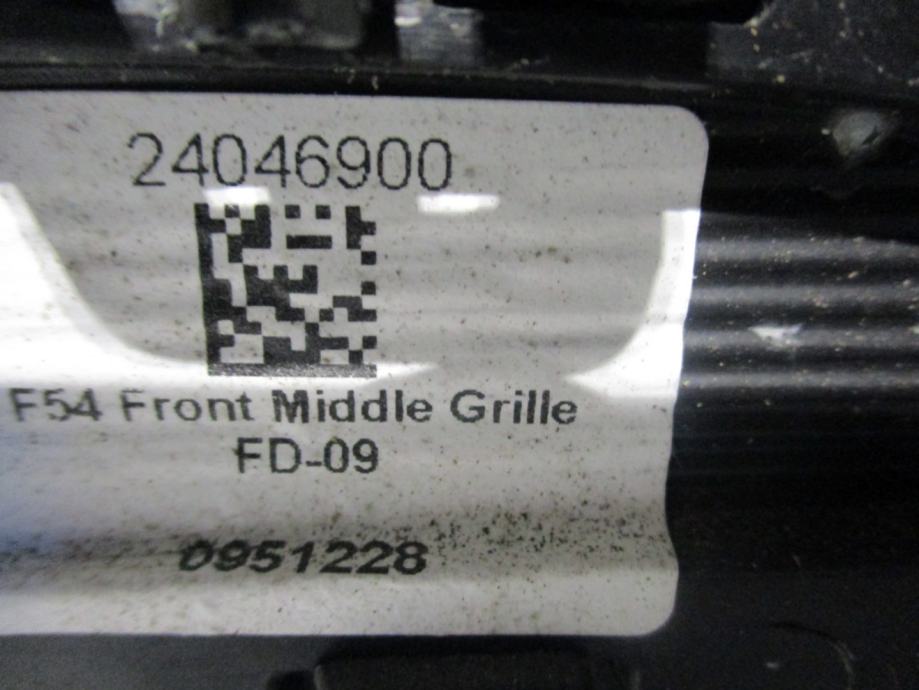 24046900
F54 Front Middle Grille
FD-09
0951228